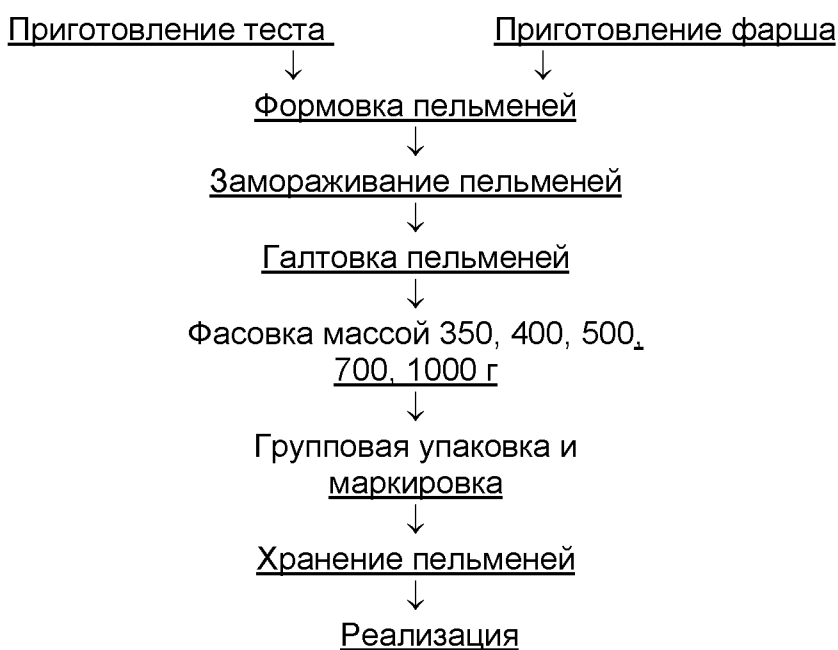 Приготовление теста Приготовление фарша
↓ ↓
Формовка пельменей
↓
Замораживание пельменей
↓
Галтовка пельменей
↓
Фасовка массой 350, 400, 500,
700, 1000 г
↓
Групповая упаковка и
маркировка
↓
Хранение пельменей
↓
Реализация